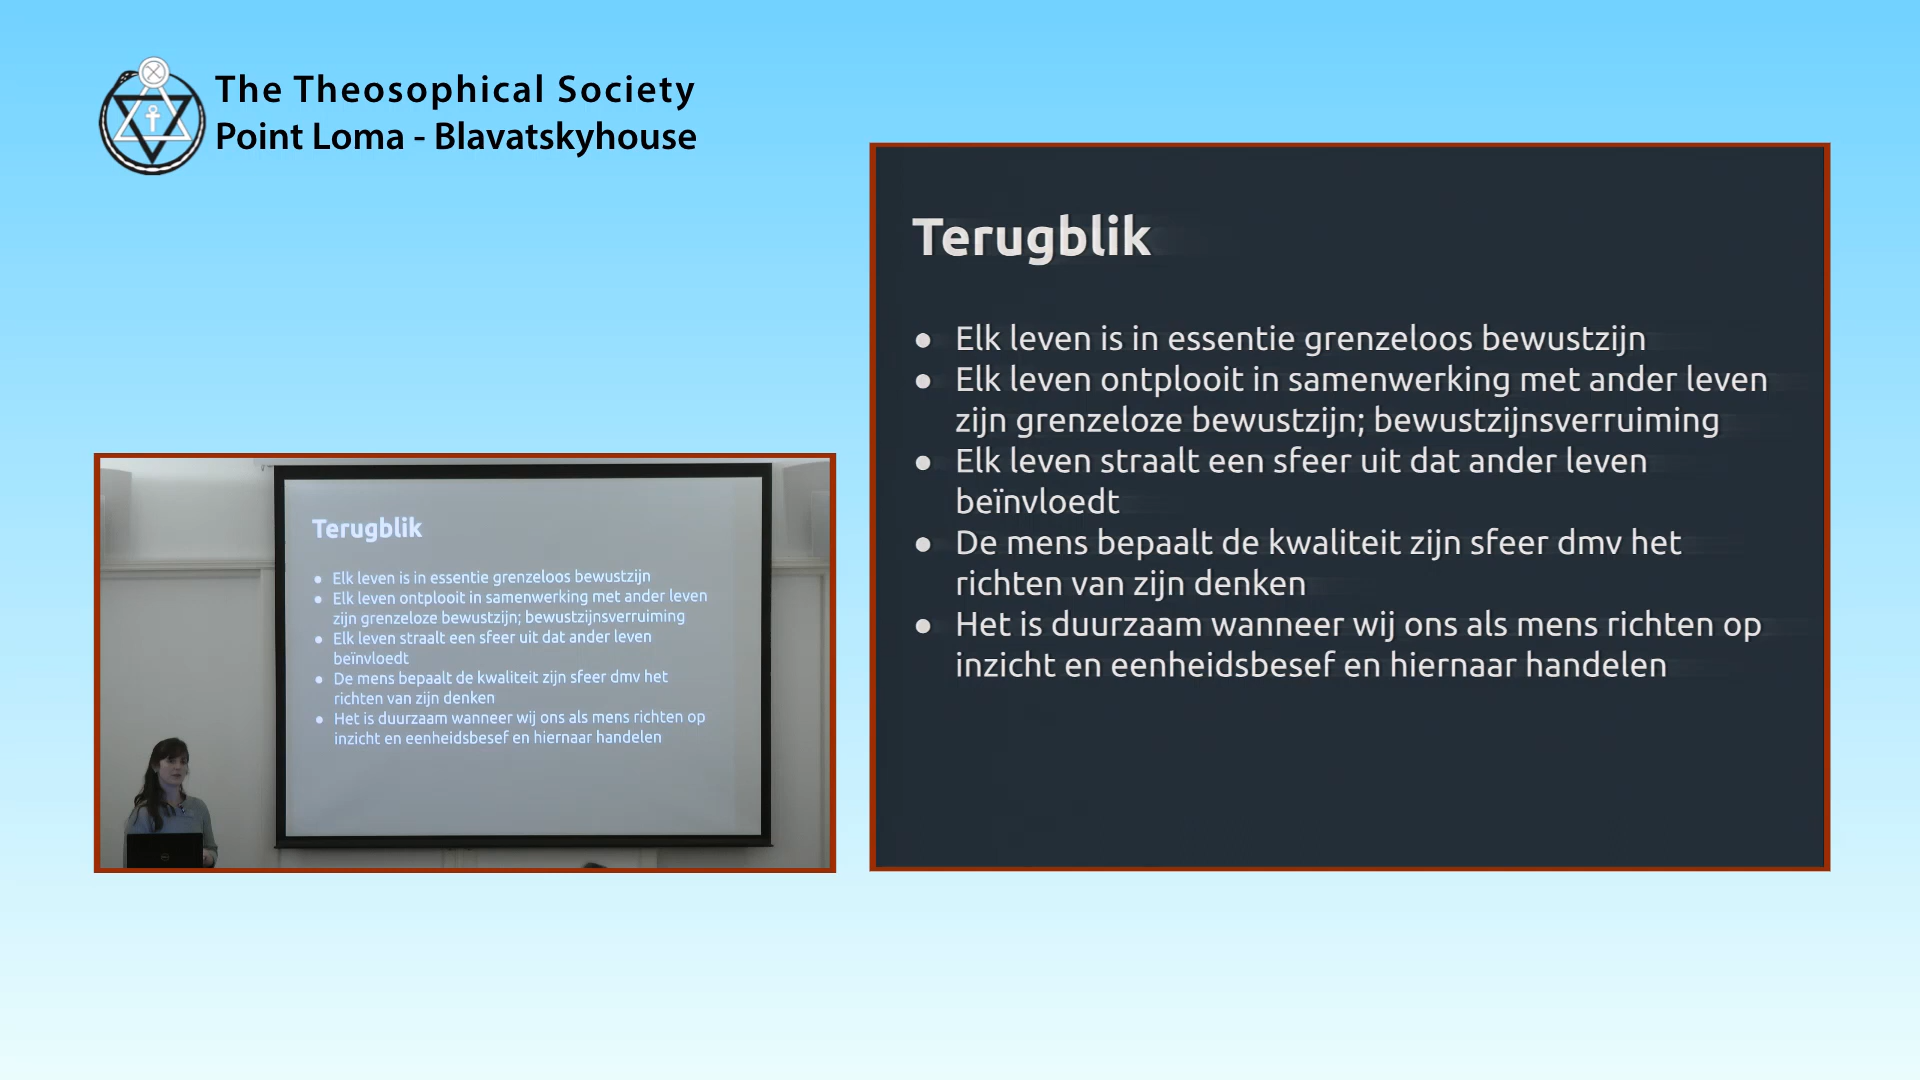 The Theosophical Society
Point Loma - Blavatskyhouse
Terugblik
● Elk leven is in essentie grenzeloos bewustzijn
● Elk leven ontplooit in samenwerking met ander leven
zijn grenzeloze bewustzijn; bewustzijnsverruiming
● Elk leven straalt een sfeer uit dat ander leven
beïnvloedt
● De mens bepaalt de kwaliteit zijn sfeer dmv het
richten van zijn denken
● Het is duurzaam wanneer wij ons als mens richten op
inzicht en eenheidsbesef en hiernaar handelen
Terugblik
● Elk leven is in essentie grenzeloos bewustzijn
● Elk leven ontplooit in samenwerking met ander leven
zijn grenzeloze bewustzijn; bewustzijnsverruiming
● Elk leven straalt een sfeer uit dat ander leven
beïnvloedt
● De mens bepaalt de kwaliteit zijn sfeer dmv het
richten van zijn denken
● Het is duurzaam wanneer wij ons als mens richten op
inzicht en eenheidsbesef en hiernaar handelen